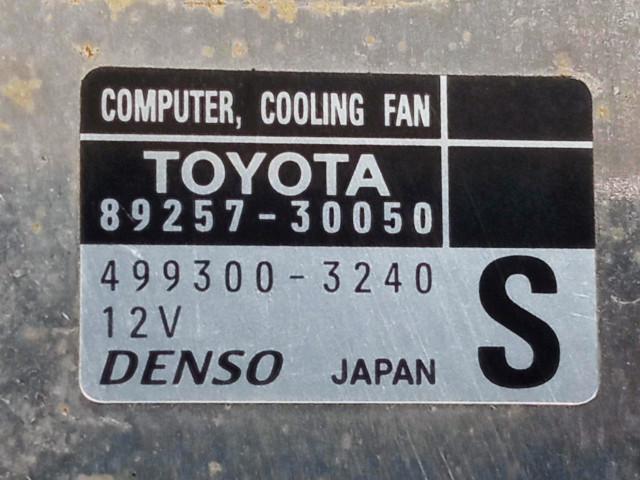 COMPUTER, COOLING FAN
TOYOTA
89257-30050
499300-3240
12V
DENSO JAPAN
S